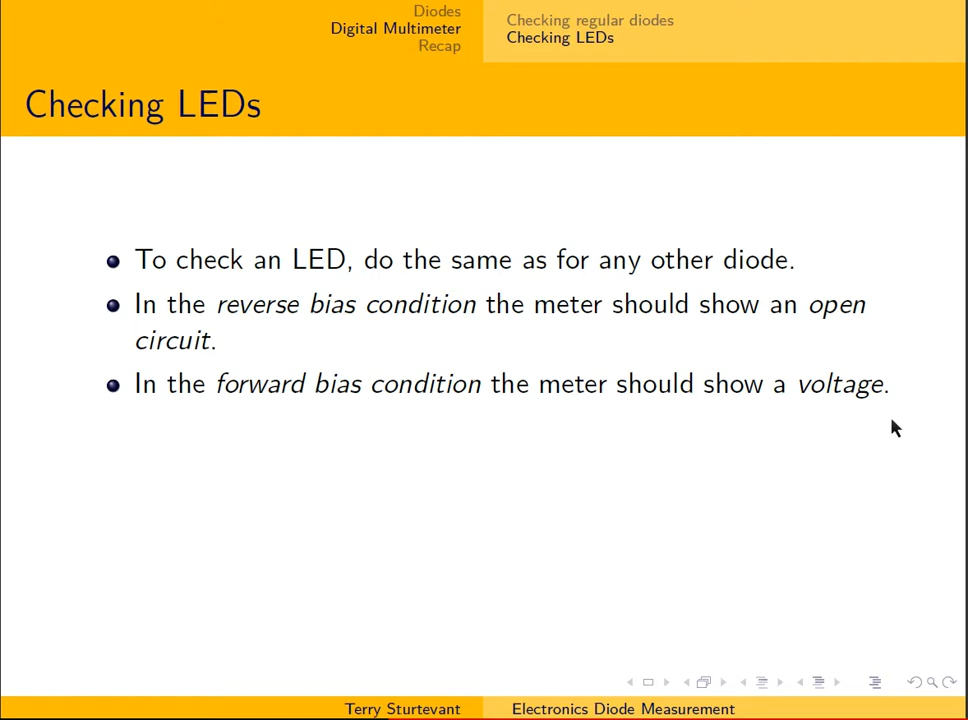 Diodes
Digital Multimeter
Recap
Checking regular diodes
Checking LEDs
Checking LEDs
To check an LED, do the same as for any other diode.
In the reverse bias condition the meter should show an open
circuit.
In the forward bias condition the meter should show a voltage.
Terry Sturtevant
Electronics Diode Measurement